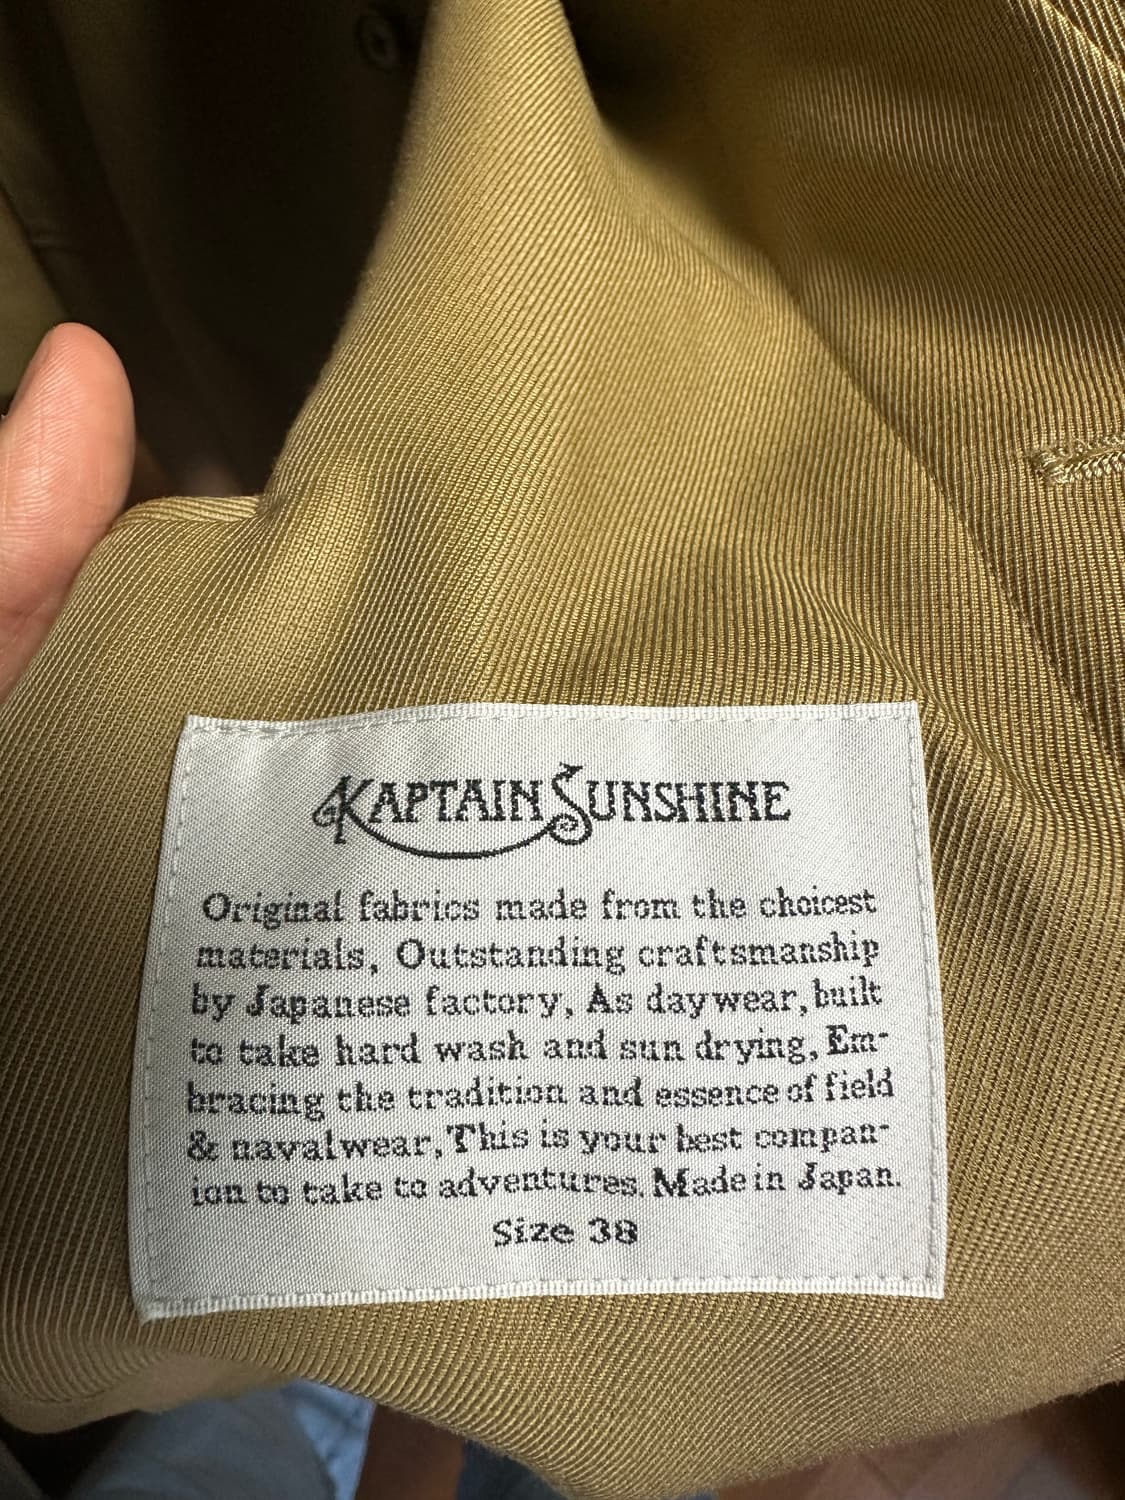 KAPTAIN SUNSHINE
Original fabrics made from the choicest
materials, Outstanding craftsmanship
by Japanese factory, As daywear, built
to take hard wash and sun drying, Em-
bracing the tradition and essence of field
& navalwear, This is your best compan-
ion to take to adventures. Made in Japan.
Size 38